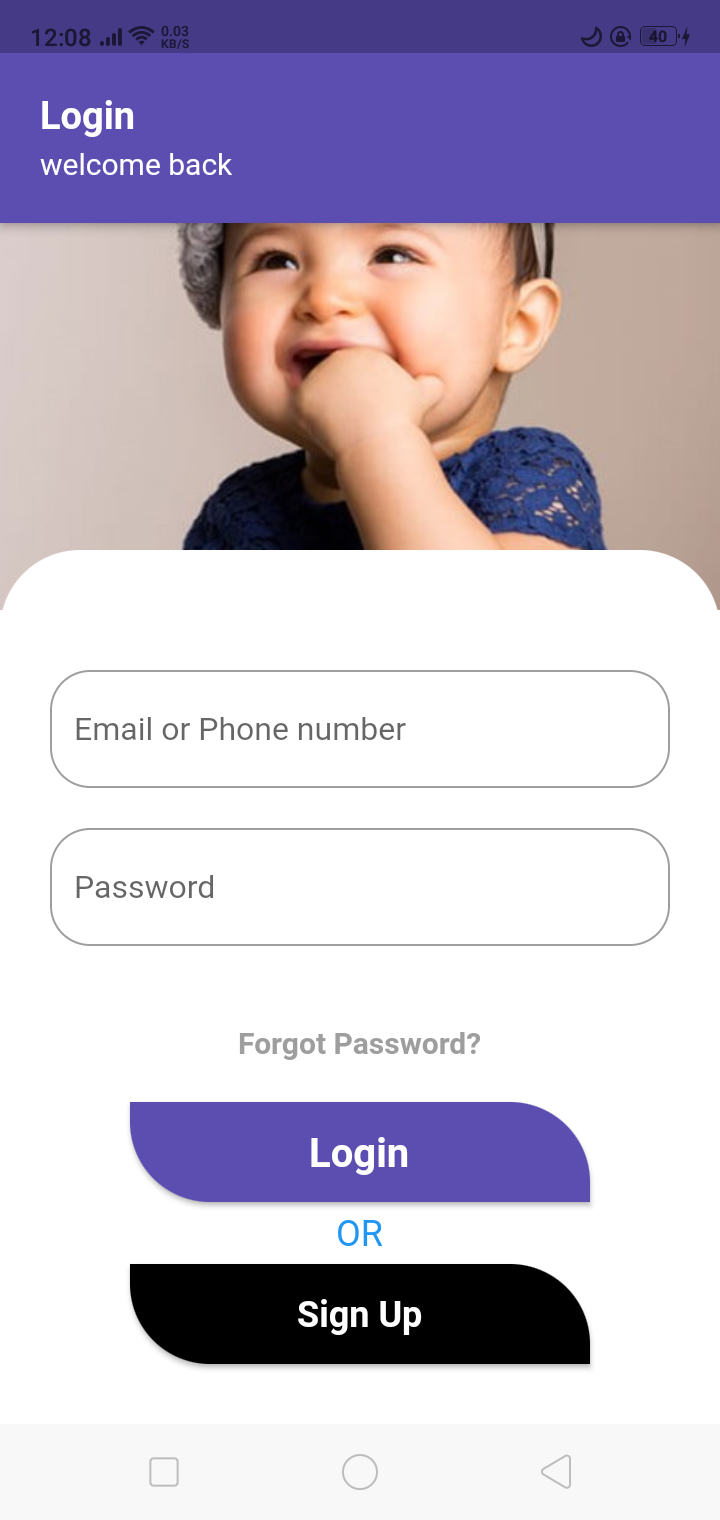 12:08 0.03 KB/S 40
Login
welcome back
Email or Phone number
Password
Forgot Password?
Login
OR
Sign Up